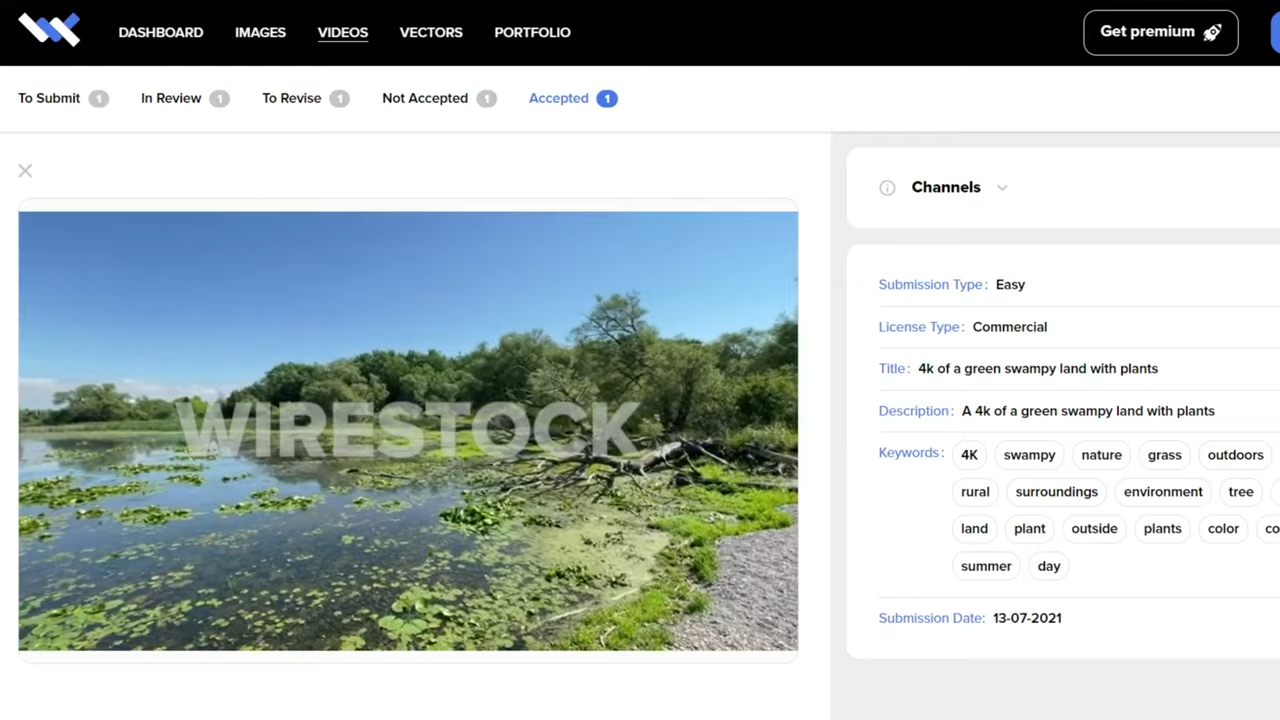 DASHBOARD IMAGES VIDEOS VECTORS PORTFOLIO Get premium
To Submit 1 In Review 1 To Revise 1 Not Accepted 1 Accepted 1
Channels
WIRESTOCK
Submission Type: Easy
License Type: Commercial
Title: 4k of a green swampy land with plants
Description: A 4k of a green swampy land with plants
Keywords: 4K swampy nature grass outdoors
rural surroundings environment tree
land plant outside plants color
summer day
Submission Date: 13-07-2021